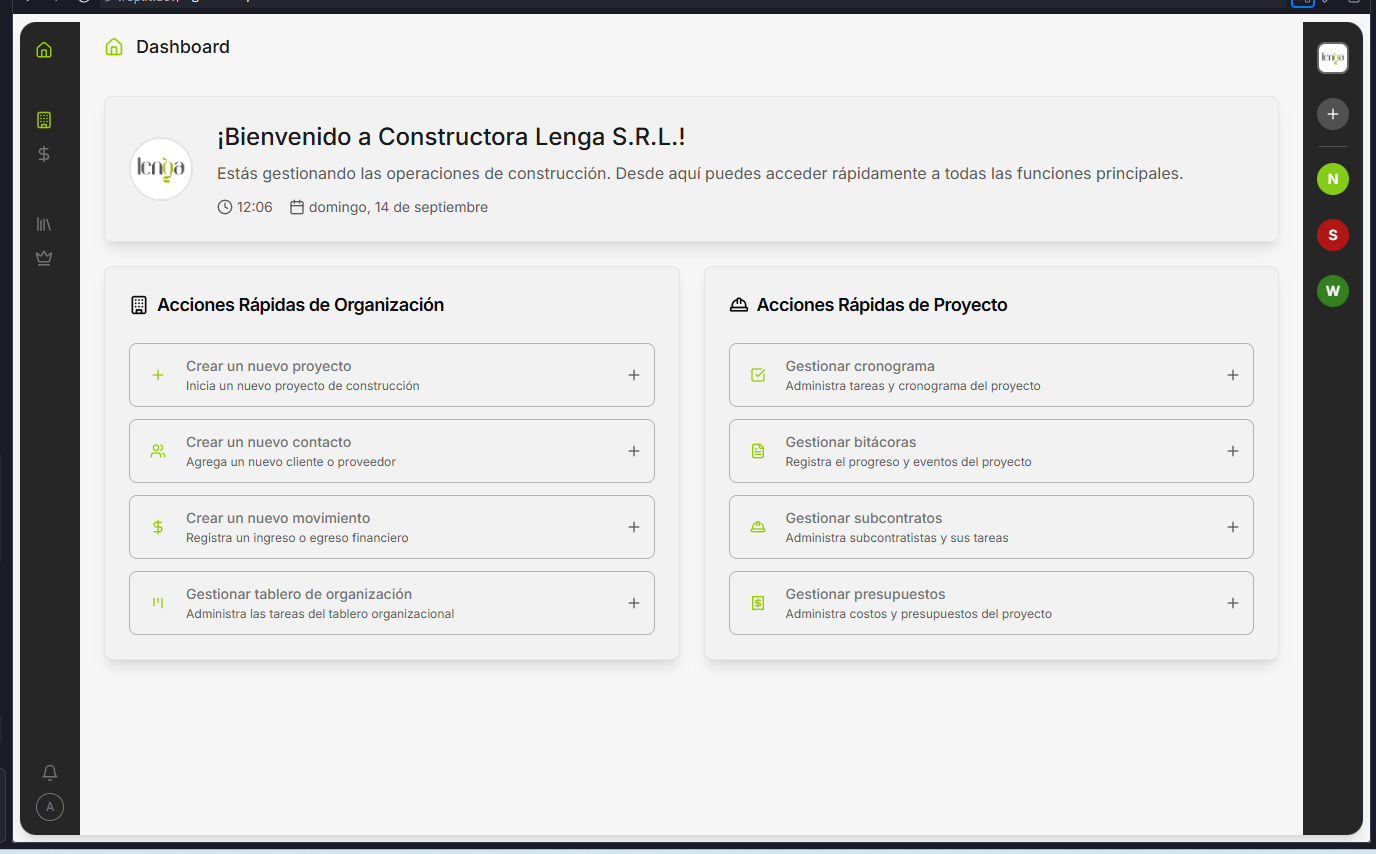 Dashboard
lenga
¡Bienvenido a Constructora Lenga S.R.L.!
Estás gestionando las operaciones de construcción. Desde aquí puedes acceder rápidamente a todas las funciones principales.
12:06 domingo, 14 de septiembre
Acciones Rápidas de Organización
Crear un nuevo proyecto
Inicia un nuevo proyecto de construcción
Crear un nuevo contacto
Agrega un nuevo cliente o proveedor
Crear un nuevo movimiento
Registra un ingreso o egreso financiero
Gestionar tablero de organización
Administra las tareas del tablero organizacional
Acciones Rápidas de Proyecto
Gestionar cronograma
Administra tareas y cronograma del proyecto
Gestionar bitácoras
Registra el progreso y eventos del proyecto
Gestionar subcontratos
Administra subcontratistas y sus tareas
Gestionar presupuestos
Administra costos y presupuestos del proyecto
lenga
N
S
W
A